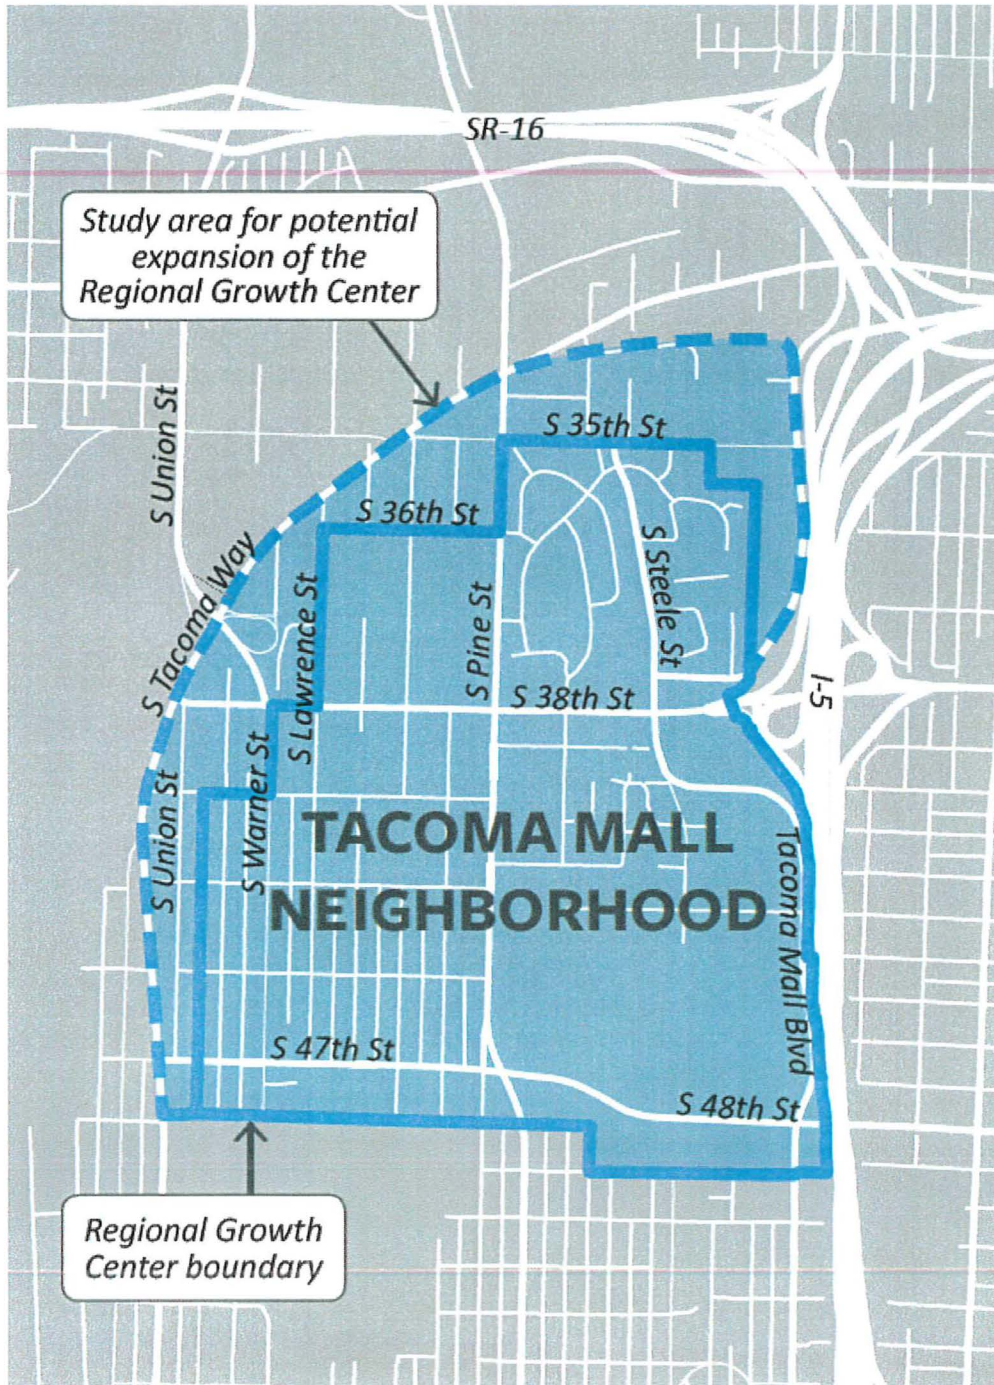 SR-16
Study area for potential
expansion of the
Regional Growth Center
S Union St
S 35th St
S 36th St
S Tacoma Way
S Lawrence St
S Pine St
S Steele St
S 38th St
I-5
S Union St
S Warner St
TACOMA MALL
NEIGHBORHOOD
Tacoma Mall Blvd
S 47th St
S 48th St
Regional Growth
Center boundary